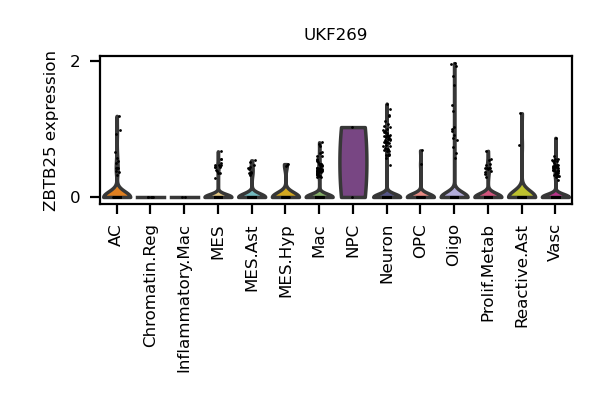 UKF269
ZBTB25 expression
2
0
AC
Chromatin.Reg
Inflammatory.Mac
MES
MES.Ast
MES.Hyp
Mac
NPC
Neuron
OPC
Oligo
Prolif.Metab
Reactive.Ast
Vasc